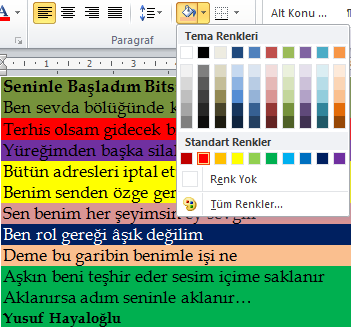 Alt Konu ...
Paragraf
Tema Renkleri
Standart Renkler
Renk Yok
Tüm Renkler...
Seninle Başladım Bits
Ben sevda bölüğünde
Terhis olsam gidecek
Yüreğimden başka
Bütün adresleri iptal et
Benim senden özge
Sen benim her şeyimsin
Ben rol gereği âşık değilim
Deme bu garibin benimle işi ne
Aşkın beni teşhir eder sesim içime saklanır
Aklanırsa adım seninle aklanır…
Yusuf Hayaloğlu